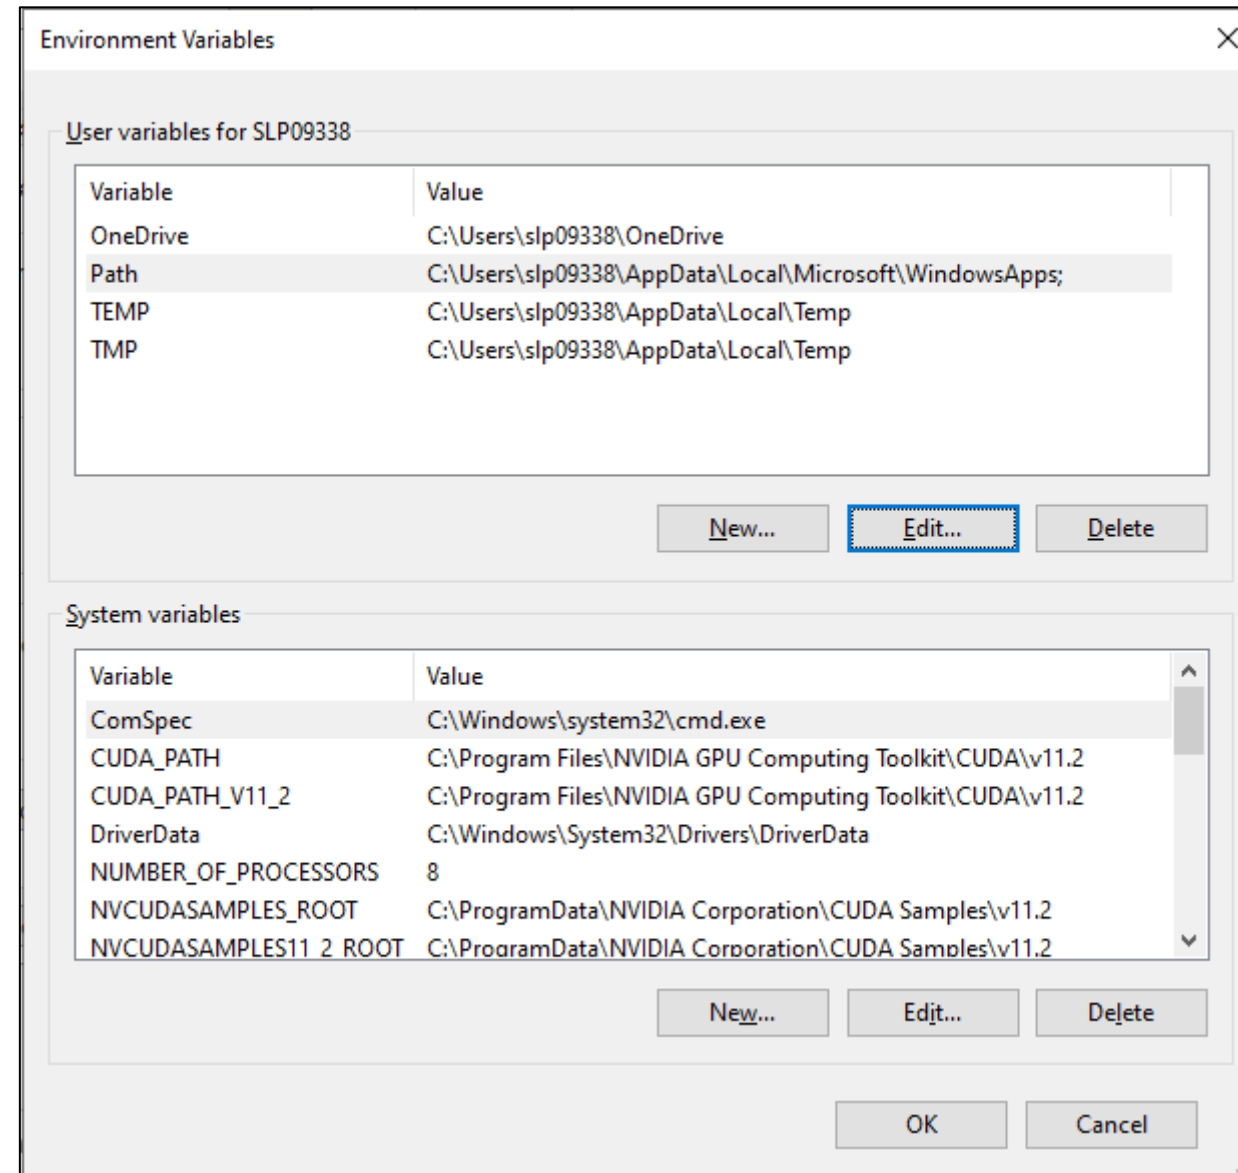 Environment Variables
User variables for SLP09338
Variable Value
OneDrive C:\Users\slp09338\OneDrive
Path C:\Users\slp09338\AppData\Local\Microsoft\WindowsApps;
TEMP C:\Users\slp09338\AppData\Local\Temp
TMP C:\Users\slp09338\AppData\Local\Temp
New... Edit... Delete
System variables
Variable Value
ComSpec C:\Windows\system32\cmd.exe
CUDA_PATH C:\Program Files\NVIDIA GPU Computing Toolkit\CUDA\v11.2
CUDA_PATH_V11_2 C:\Program Files\NVIDIA GPU Computing Toolkit\CUDA\v11.2
DriverData C:\Windows\System32\Drivers\DriverData
NUMBER_OF_PROCESSORS 8
NVCUDASAMPLES_ROOT C:\ProgramData\NVIDIA Corporation\CUDA Samples\v11.2
NVCUDASAMPLES11_2_ROOT C:\ProgramData\NVIDIA Corporation\CUDA Samples\v11.2
New... Edit... Delete
OK Cancel